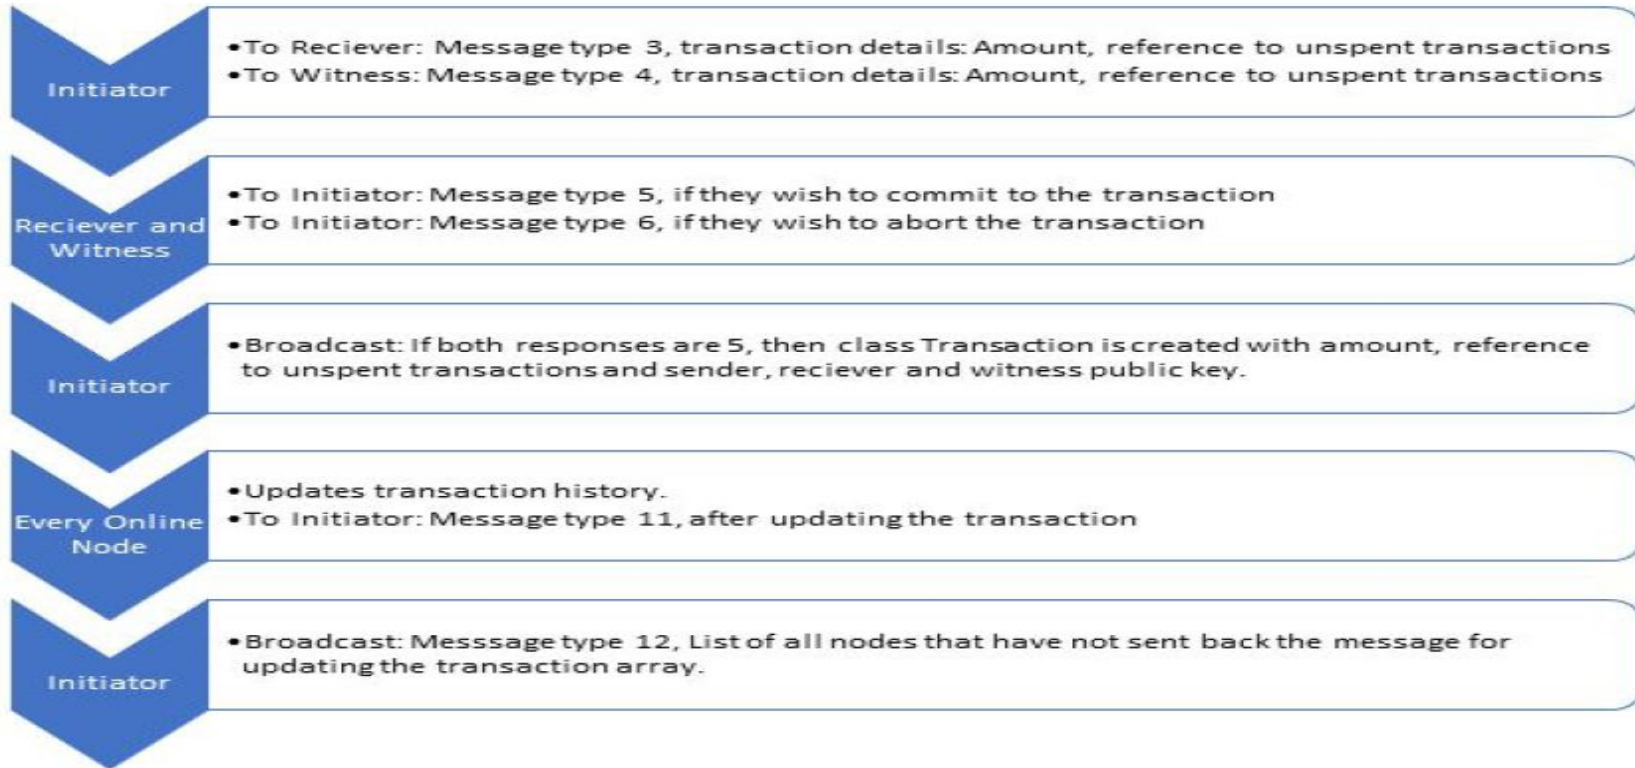 Initiator
•To Reciever: Message type 3, transaction details: Amount, reference to unspent transactions
•To Witness: Message type 4, transaction details: Amount, reference to unspent transactions
Reciever and
Witness
•To Initiator: Message type 5, if they wish to commit to the transaction
•To Initiator: Message type 6, if they wish to abort the transaction
Initiator
•Broadcast: If both responses are 5, then class Transaction is created with amount, reference
to unspent transactions and sender, reciever and witness public key.
Every Online
Node
•Updates transaction history.
•To Initiator: Message type 11, after updating the transaction
Initiator
•Broadcast: Messsage type 12, List of all nodes that have not sent back the message for
updating the transaction array.